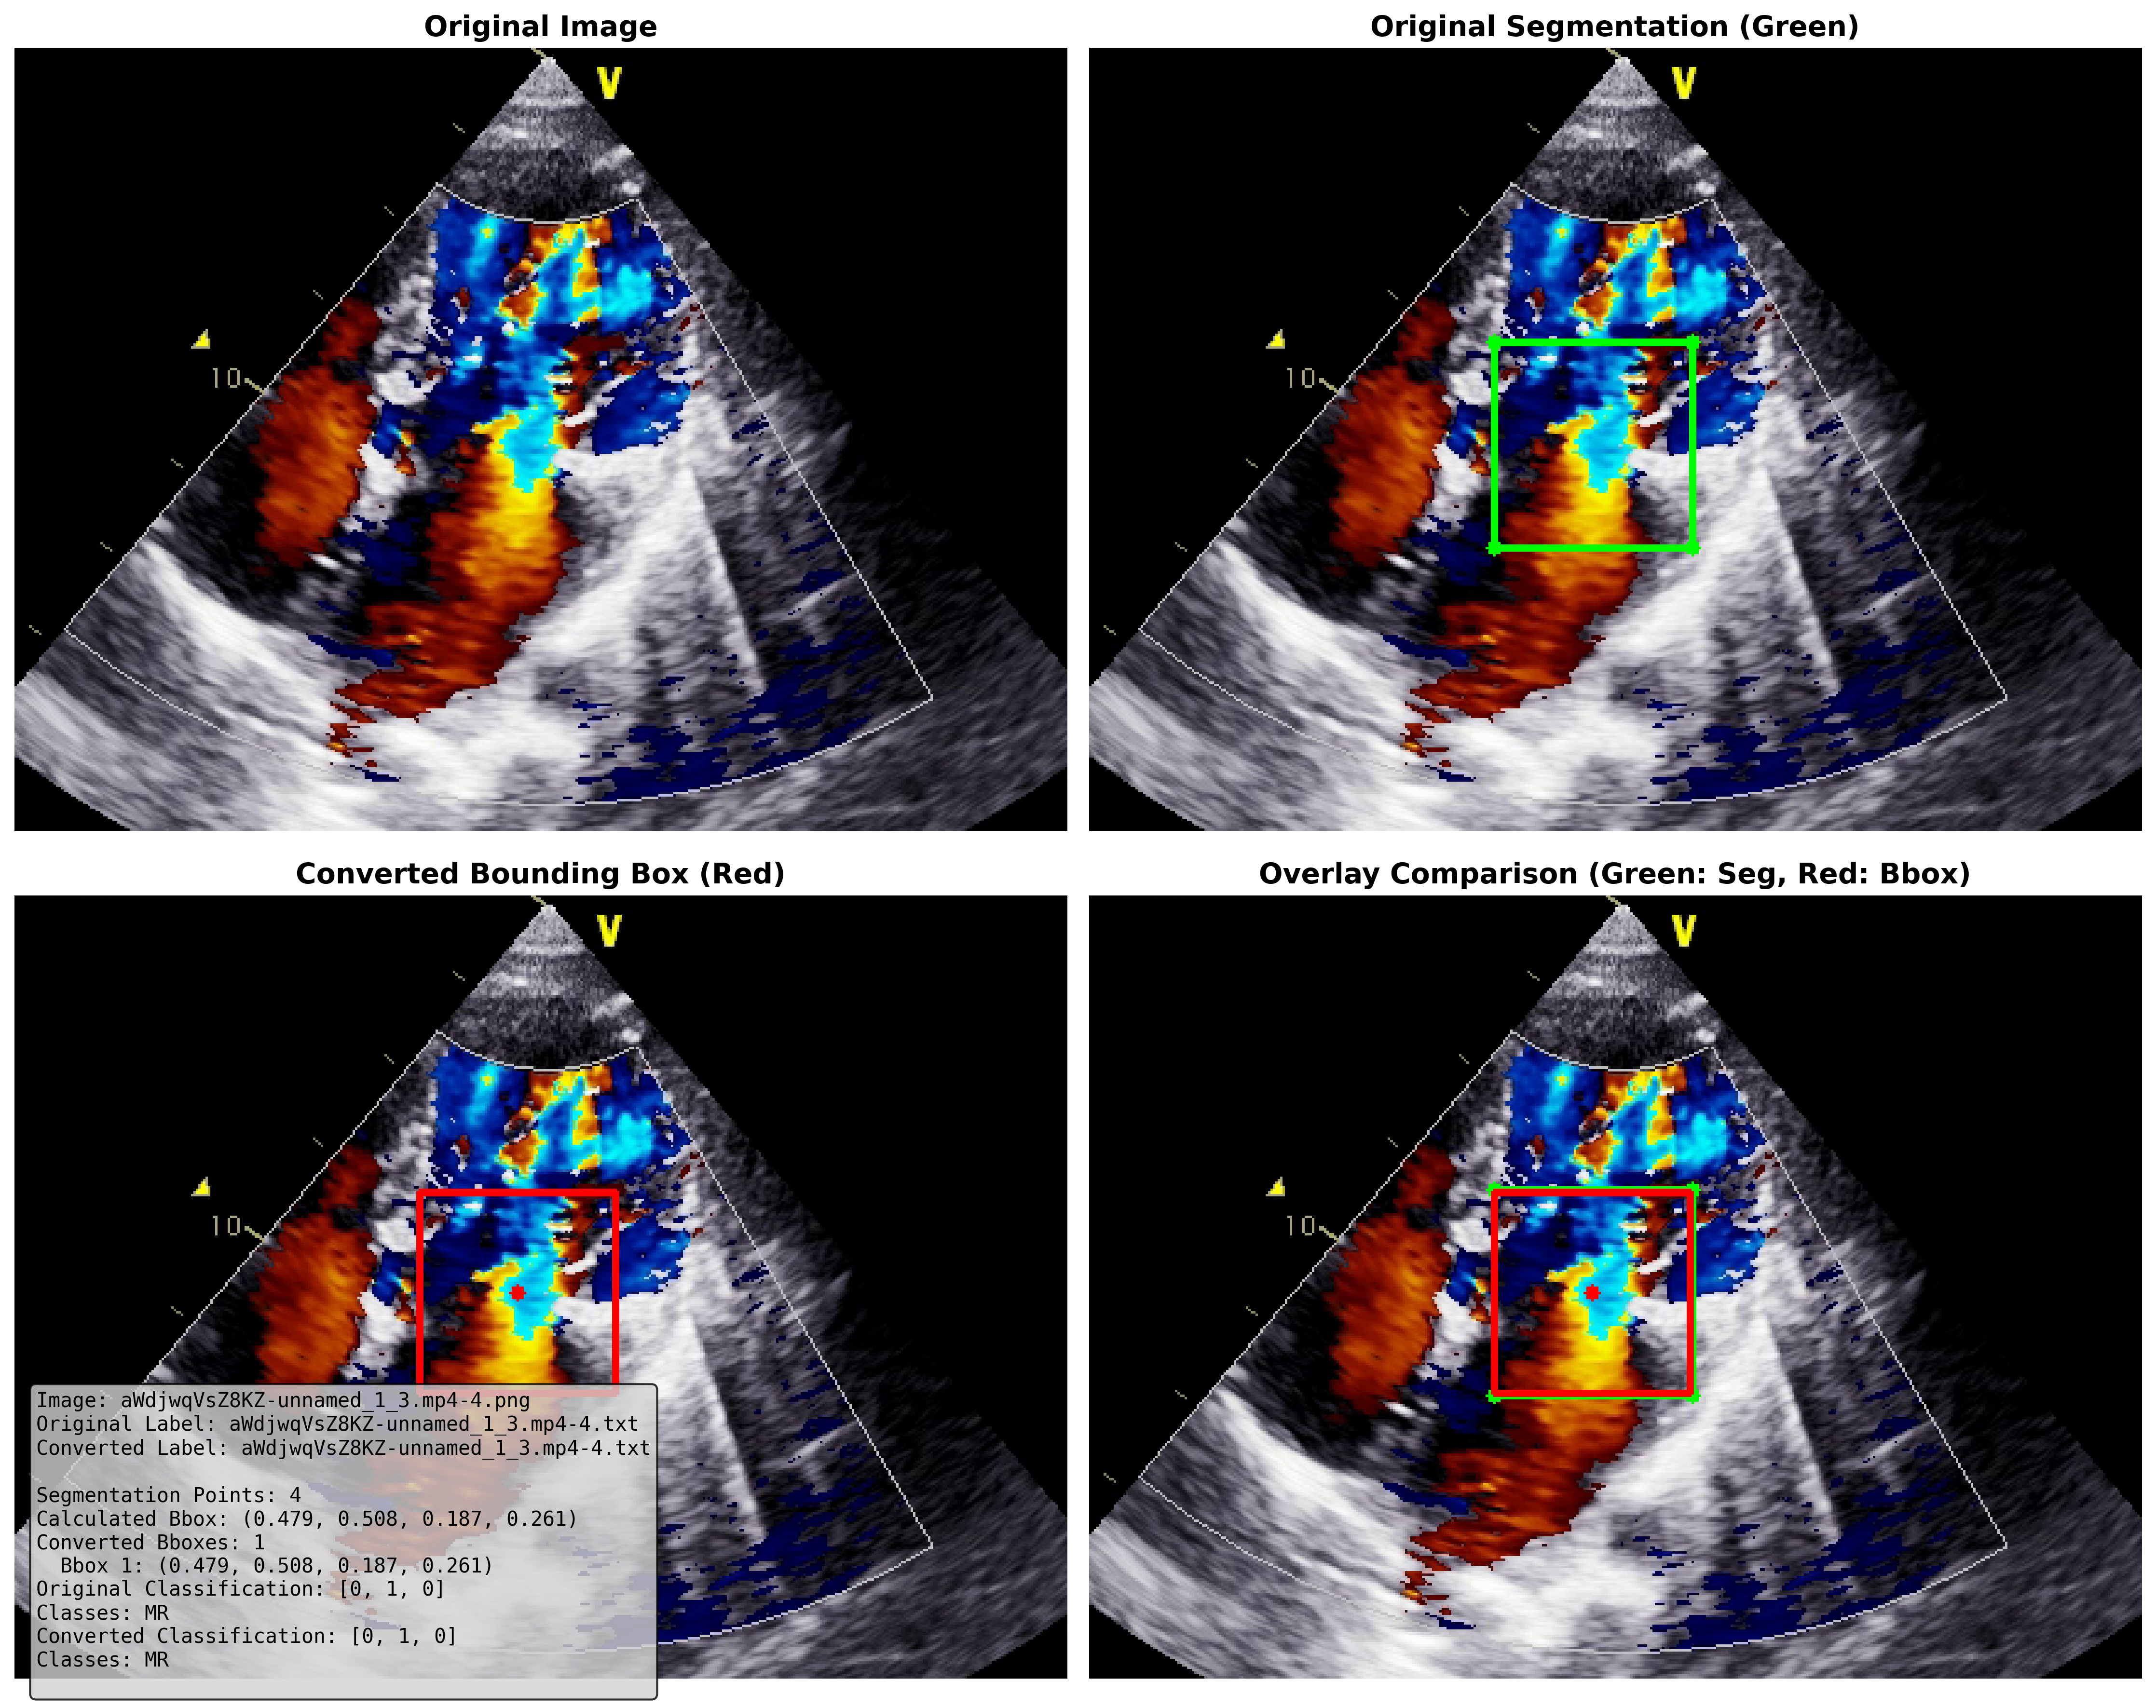 Original Image
Original Segmentation (Green)
V
10
V
10
Converted Bounding Box (Red)
Overlay Comparison (Green: Seg, Red: Bbox)
V
10
V
10
Image: aWdjwqVsZ8KZ-unnamed_1_3.mp4-4.png
Original Label: aWdjwqVsZ8KZ-unnamed_1_3.mp4-4.txt
Converted Label: aWdjwqVsZ8KZ-unnamed_1_3.mp4-4.txt
Segmentation Points: 4
Calculated Bbox: (0.479, 0.508, 0.187, 0.261)
Converted Bboxes: 1
Bbox 1: (0.479, 0.508, 0.187, 0.261)
Original Classification: [0, 1, 0]
Classes: MR
Converted Classification: [0, 1, 0]
Classes: MR